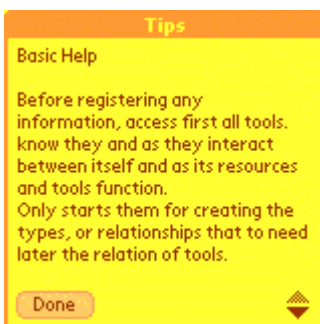 Tips
Basic Help
Before registering any
information, access first all tools.
know they and as they interact
between itself and as its resources
and tools function.
Only starts them for creating the
types, or relationships that to need
later the relation of tools.
Done